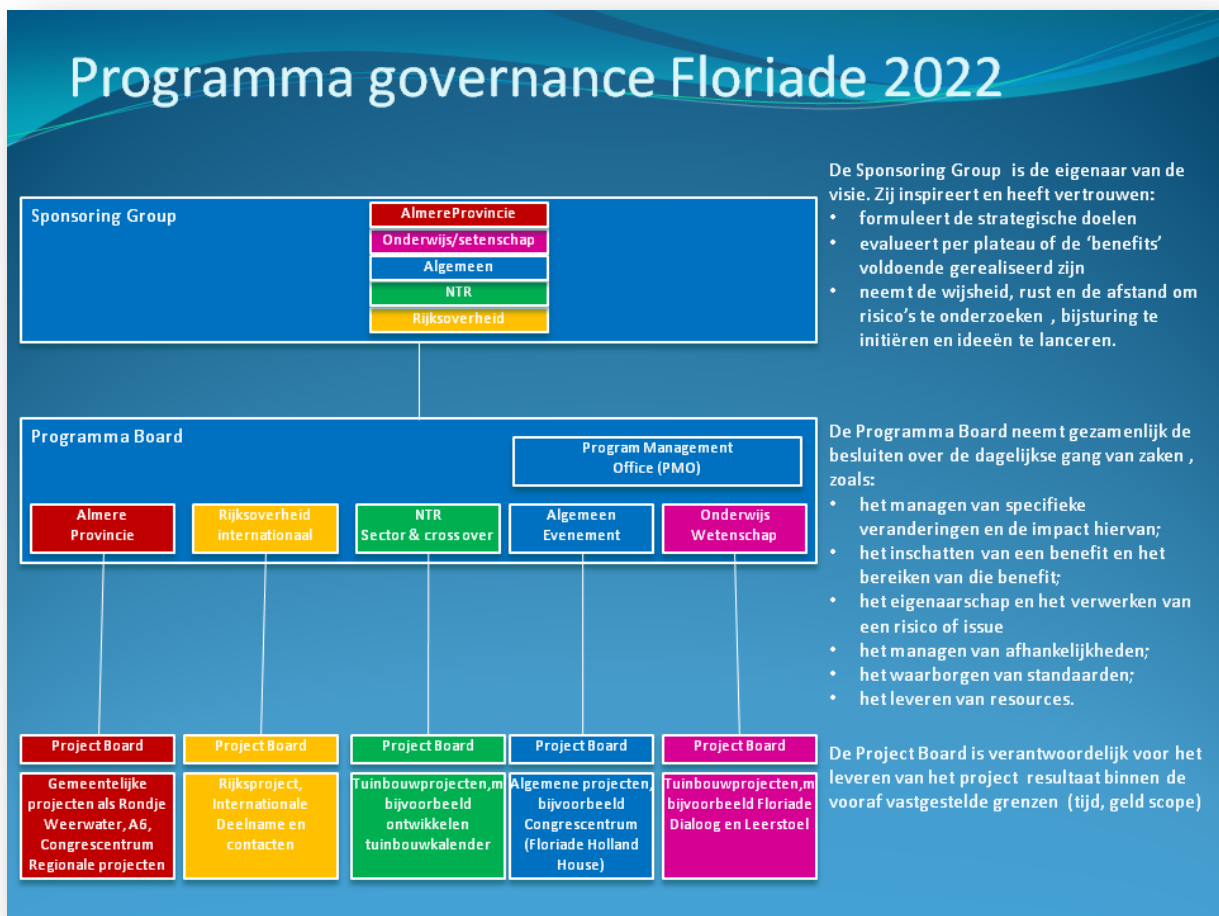 Programma governance Floriade 2022
Sponsoring Group
AlmereProvincie
Onderwijs/setenschap
Algemeen
NTR
Rijksoverheid
De Sponsoring Group is de eigenaar van de
visie. Zij inspireert en heeft vertrouwen:
• formuleert de strategische doelen
• evalueert per plateau of de ‘benefits’
voldoende gerealiseerd zijn
• neemt de wijsheid, rust en de afstand om
risico’s te onderzoeken , bijsturing te
initiëren en ideeën te lanceren.
Programma Board
Program Management
Office (PMO)
Almere
Provincie
Rijksoverheid
internationaal
NTR
Sector & cross over
Algemeen
Evenement
Onderwijs
Wetenschap
De Programma Board neemt gezamenlijk de
besluiten over de dagelijkse gang van zaken ,
zoals:
• het managen van specifieke
veranderingen en de impact hiervan;
• het inschatten van een benefit en het
bereiken van die benefit;
• het eigenaarschap en het verwerken van
een risico of issue
• het managen van afhankelijkheden;
• het waarborgen van standaarden;
• het leveren van resources.
Project Board
Gemeentelijke
projecten als Rondje
Weerwater, A6,
Congrescentrum
Regionale projecten
Project Board
Rijksproject,
Internationale
Deelname en
contacten
Project Board
Tuinbouwprojecten,m
bijvoorbeeld
ontwikkelen
tuinbouwkalender
Project Board
Algemene projecten,
bijvoorbeeld
Congrescentrum
(Floriade Holland
House)
Project Board
Tuinbouwprojecten,m
bijvoorbeeld Floriade
Dialoog en Leerstoel
De Project Board is verantwoordelijk voor het
leveren van het project resultaat binnen de
vooraf vastgestelde grenzen (tijd, geld scope)